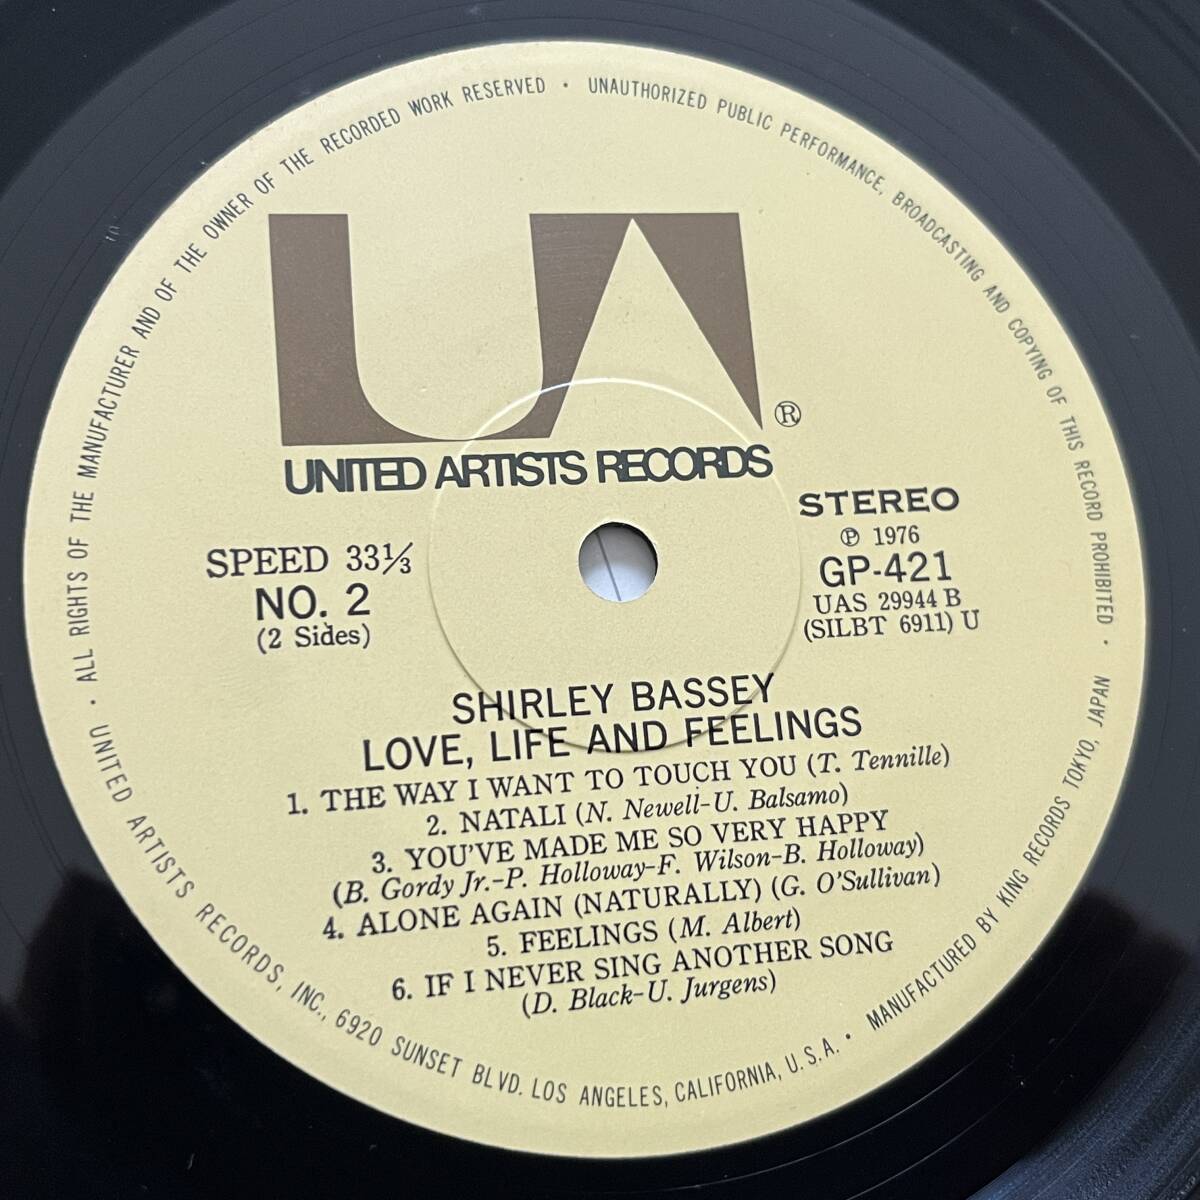 · ALL RIGHTS OF THE MANUFACTURER AND OF THE OWNER OF THE RECORDED WORK RESERVED · UNAUTHORIZED PUBLIC PERFORMANCE, BROADCASTING AND COPYING OF THIS RECORD PROHIBITED ·
UA®
UNITED ARTISTS RECORDS
SPEED 33⅓
NO. 2
(2 Sides)
STEREO
℗ 1976
GP-421
UAS 29944 B
(SILBT 6911) U
SHIRLEY BASSEY
LOVE, LIFE AND FEELINGS
1. THE WAY I WANT TO TOUCH YOU (T. Tennille)
2. NATALI (N. Newell-U. Balsamo)
3. YOU'VE MADE ME SO VERY HAPPY
(B. Gordy Jr.-P. Holloway-F. Wilson-B. Holloway)
4. ALONE AGAIN (NATURALLY) (G. O'Sullivan)
5. FEELINGS (M. Albert)
6. IF I NEVER SING ANOTHER SONG
(D. Black-U. Jurgens)
UNITED ARTISTS RECORDS, INC., 6920 SUNSET BLVD. LOS ANGELES, CALIFORNIA, U.S.A. · MANUFACTURED BY KING RECORDS TOKYO, JAPAN